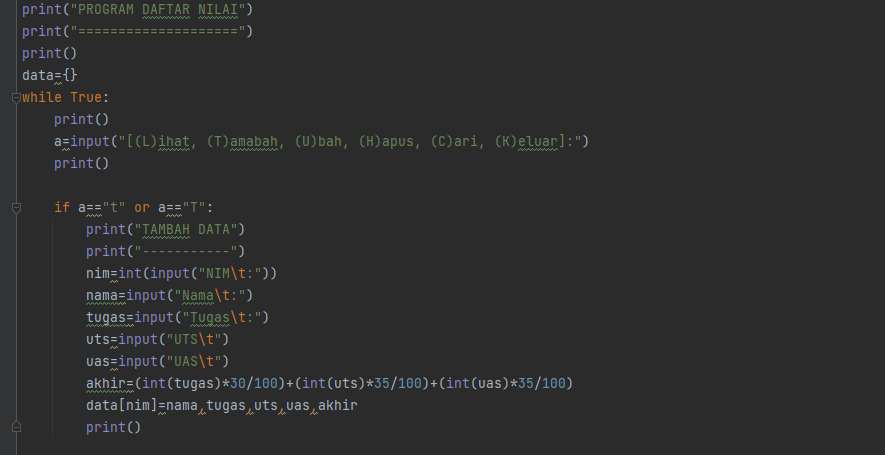 print("PROGRAM DAFTAR NILAI")
print("====================")
print()
data={}
while True:
    print()
    a=input("[(L)ihat, (T)amabah, (U)bah, (H)apus, (C)ari, (K)eluar]:")
    print()

    if a=="t" or a=="T":
        print("TAMBAH DATA")
        print("-----------")
        nim=int(input("NIM\t:"))
        nama=input("Nama\t:")
        tugas=input("Tugas\t:")
        uts=input("UTS\t")
        uas=input("UAS\t")
        akhir=(int(tugas)*30/100)+(int(uts)*35/100)+(int(uas)*35/100)
        data[nim]=nama,tugas,uts,uas,akhir
        print()